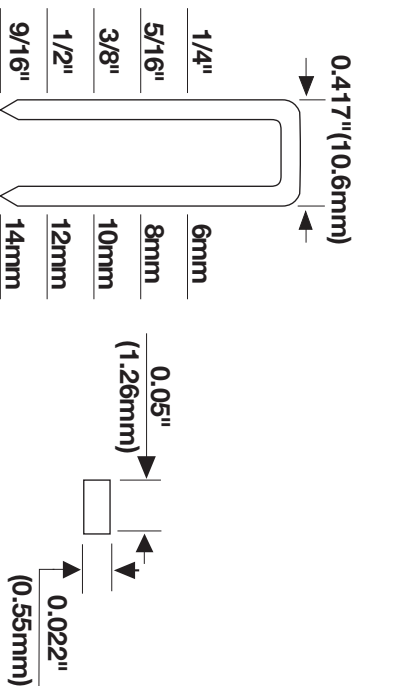 0.417"(10.6mm)
1/4"
6mm
5/16"
8mm
3/8"
10mm
1/2"
12mm
9/16"
14mm
0.05"
(1.26mm)
0.022"
(0.55mm)